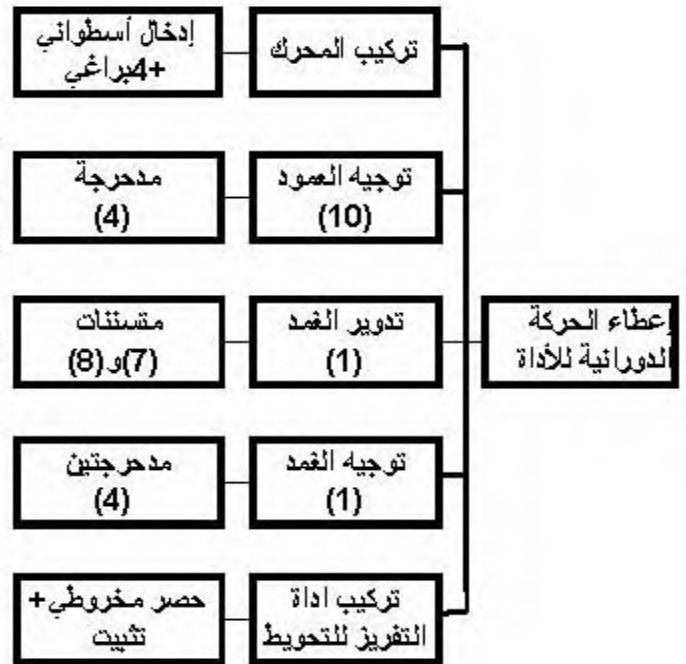 إعطاء الحركة
الدورانية للأداة
تركيب المحرك
إدخال أسطواني
+4براغي
توجيه العمود
(10)
مدحرجة
(4)
تدوير الغمد
(1)
متسننات
(7)و(8)
توجيه الغمد
(1)
مدحرجتين
(4)
تركيب اداة
التفريز للتحويط
حصر مخروطي+
تثبيت